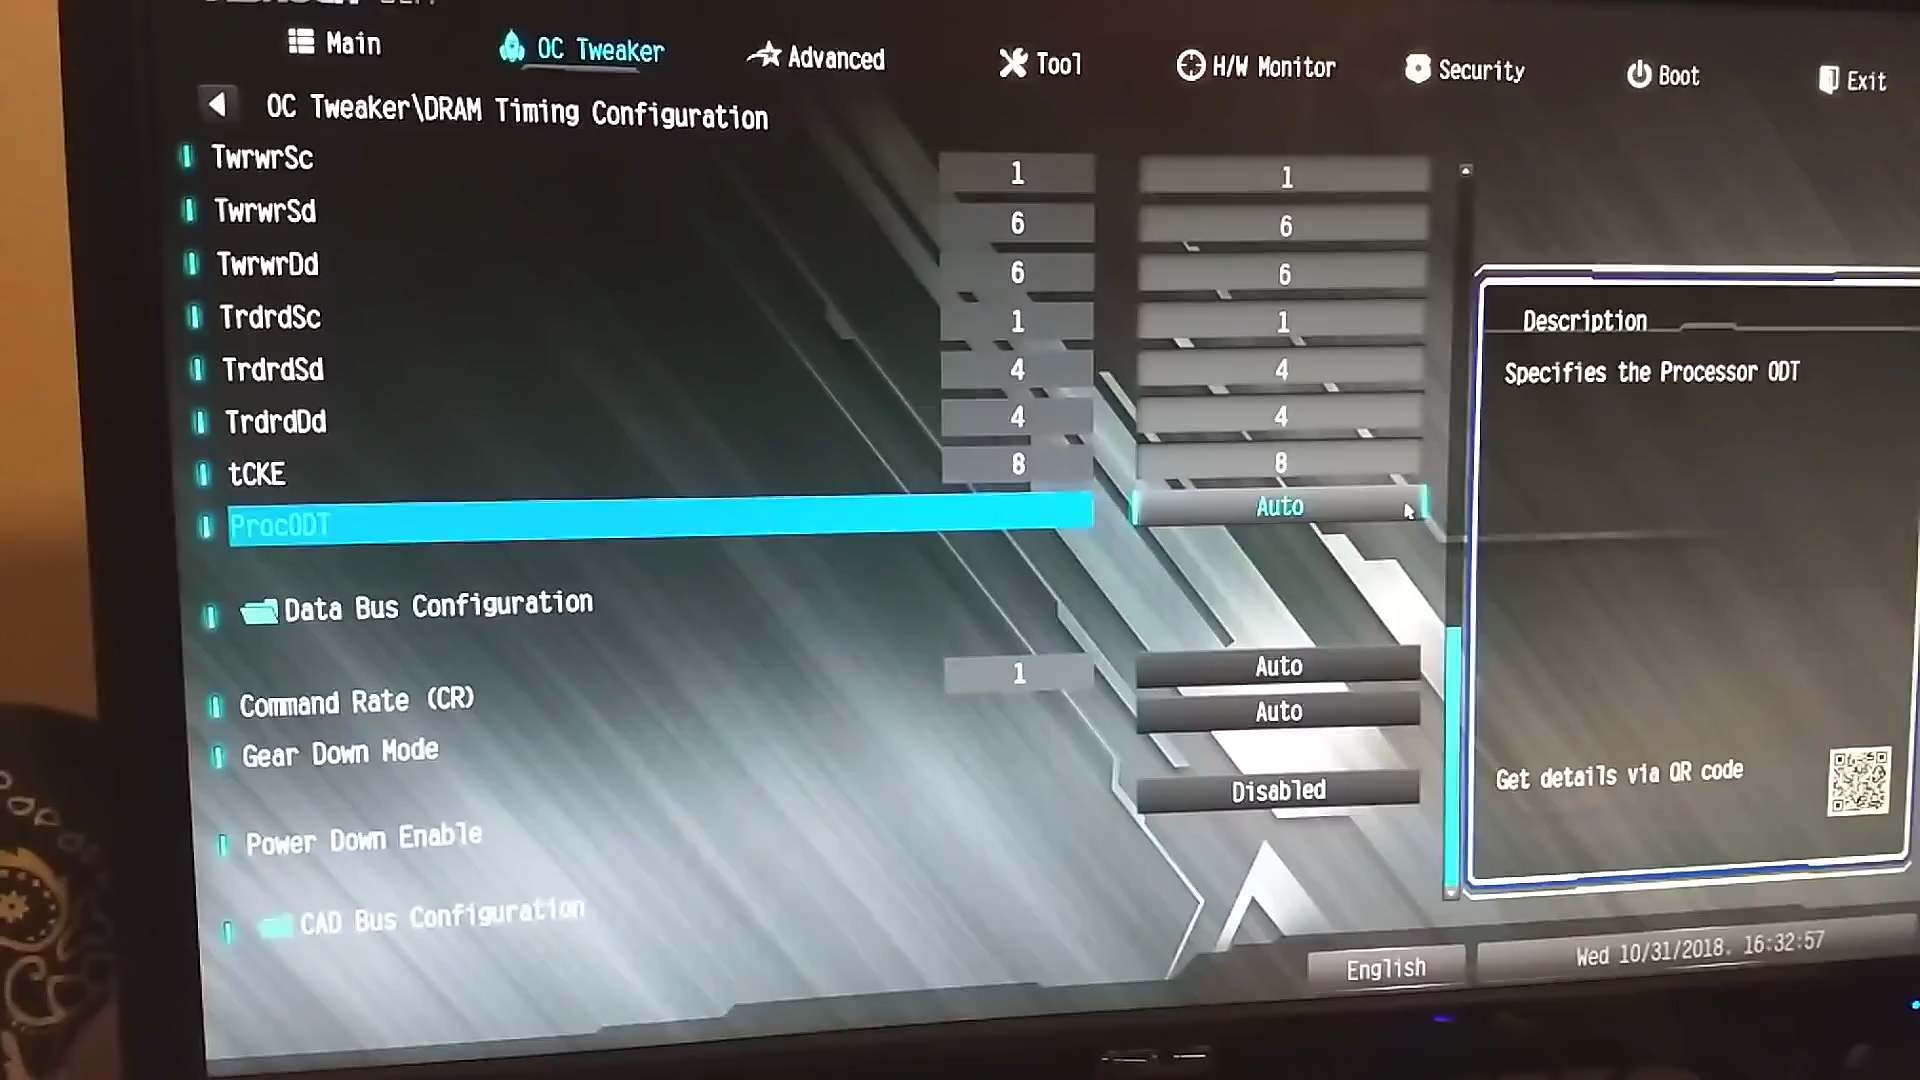 Main
OC Tweaker
Advanced
Tool
H/W Monitor
Security
Boot
Exit
OC Tweaker\DRAM Timing Configuration
TwrwrSc 1 1
TwrwrSd 6 6
TwrwrDd 6 6
TrdrdSc 1 1
TrdrdSd 4 4
TrdrdDd 4 4
tCKE 8 8
ProcODT Auto
Data Bus Configuration
Command Rate (CR) 1 Auto
Gear Down Mode Auto
Power Down Enable Disabled
CAD Bus Configuration
Description
Specifies the Processor ODT
Get details via QR code
English
Wed 10/31/2018. 16:32:57